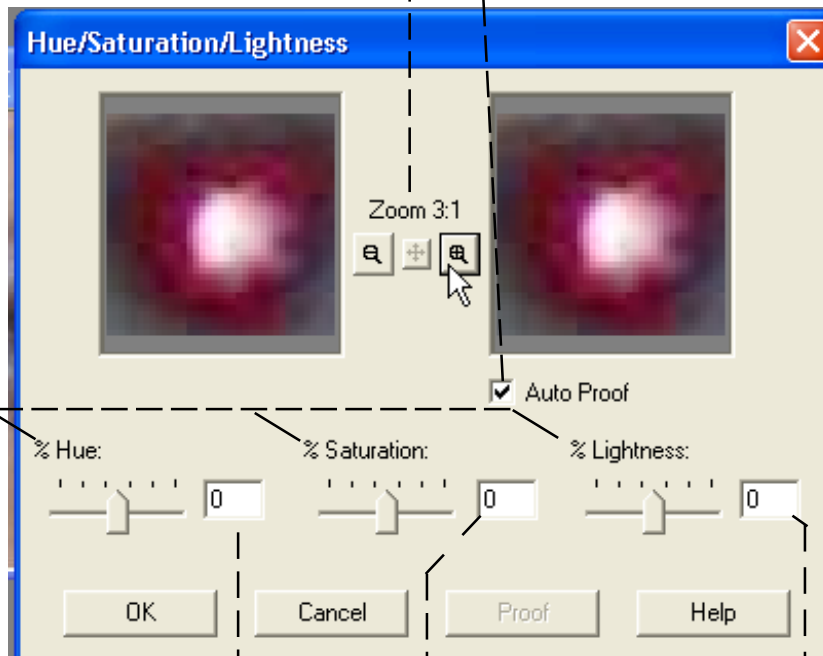 Hue/Saturation/Lightness
Zoom 3:1
Auto Proof
% Hue: % Saturation: % Lightness:
0 0 0
OK Cancel Proof Help